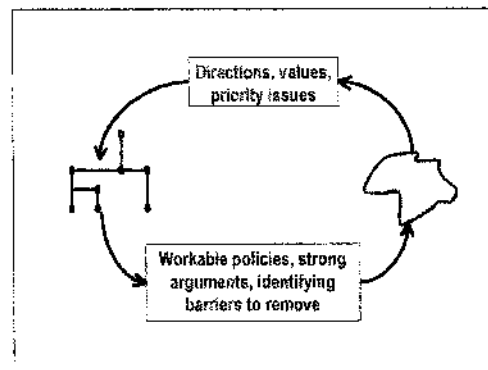 Directions, values,
priority issues
Workable policies, strong
arguments, identifying
barriers to remove